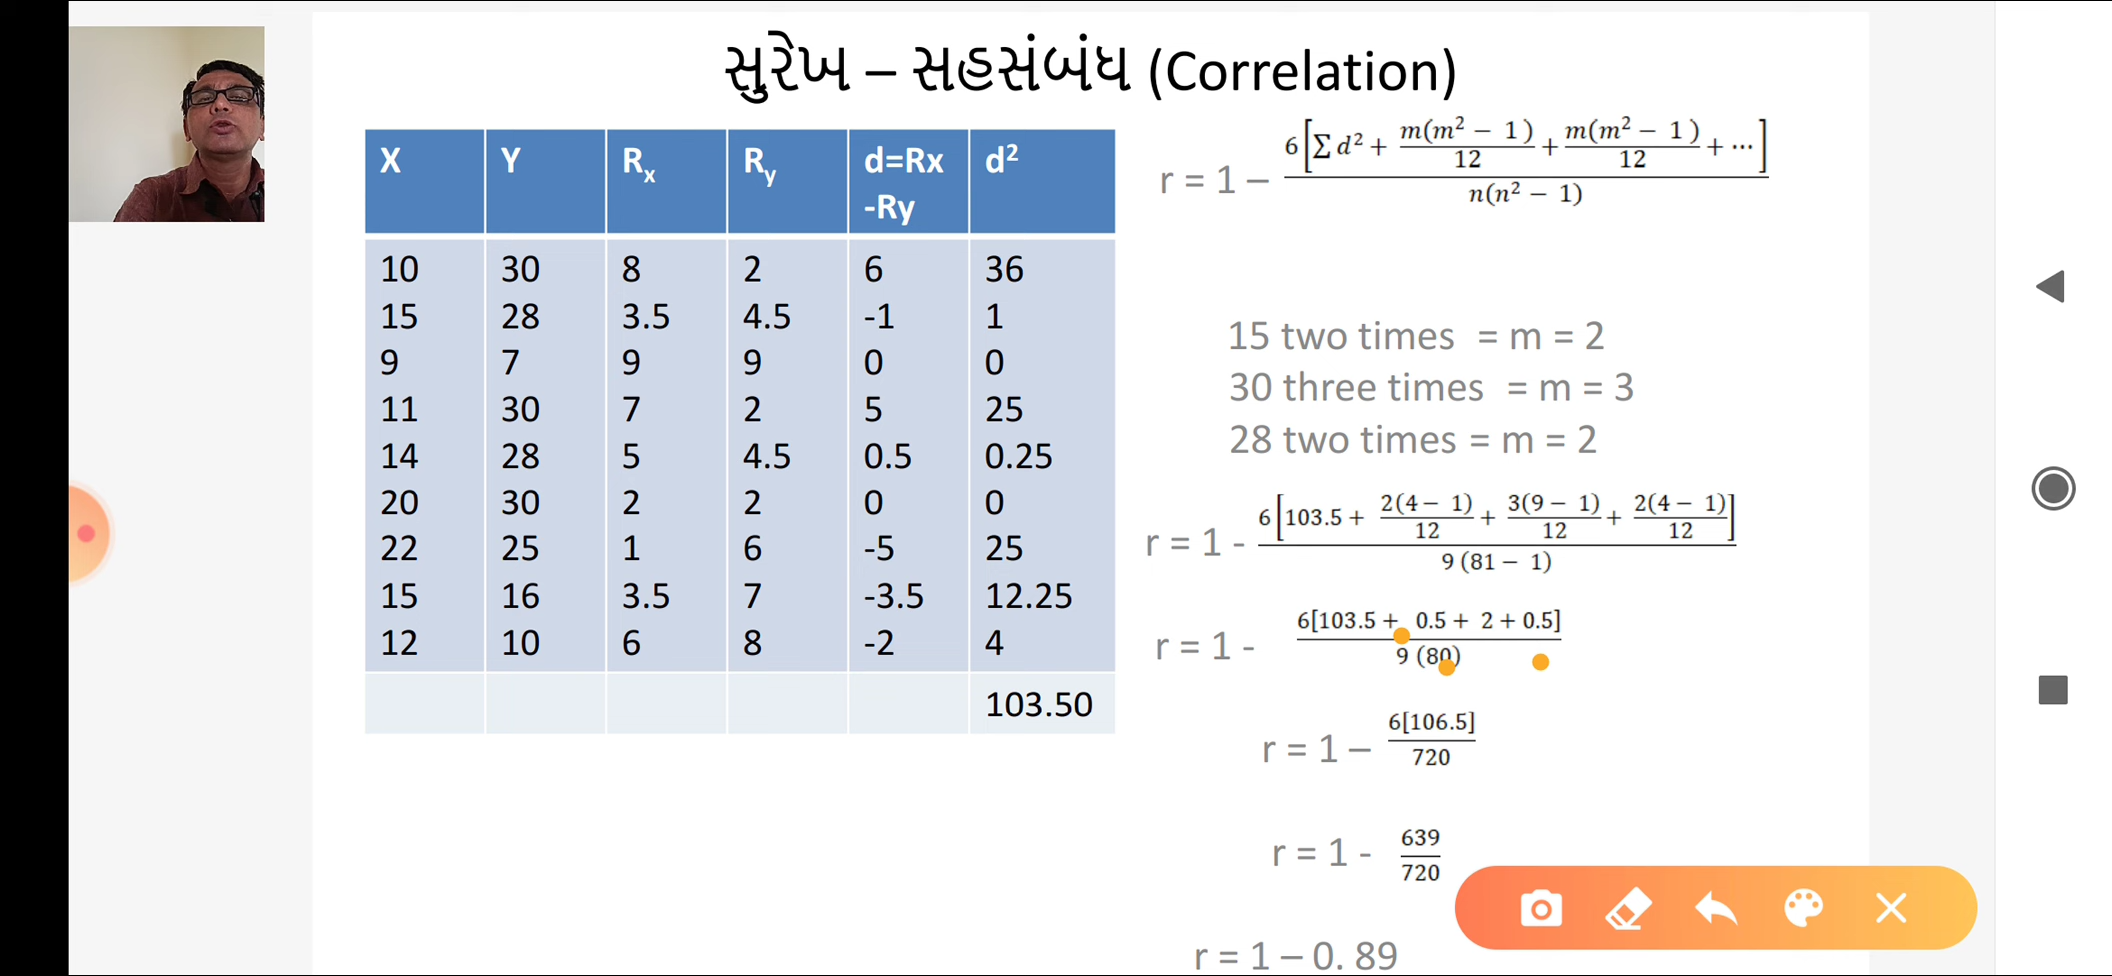 સુરેખ – સહસંબંધ (Correlation)
X Y Rx Ry d=Rx -Ry d²
10 30 8 2 6 36
15 28 3.5 4.5 -1 1
9 7 9 9 0 0
11 30 7 2 5 25
14 28 5 4.5 0.5 0.25
20 30 2 2 0 0
22 25 1 6 -5 25
15 16 3.5 7 -3.5 12.25
12 10 6 8 -2 4
103.50
r = 1 – 6[∑d² + m(m² − 1)/12 + m(m² − 1)/12 + ⋯] / n(n² − 1)
15 two times = m = 2
30 three times = m = 3
28 two times = m = 2
r = 1 - 6[103.5 + 2(4 − 1)/12 + 3(9 − 1)/12 + 2(4 − 1)/12] / 9 (81 − 1)
r = 1 - 6[103.5 + 0.5 + 2 + 0.5] / 9 (80)
r = 1 – 6[106.5] / 720
r = 1 - 639 / 720
r = 1 – 0. 89